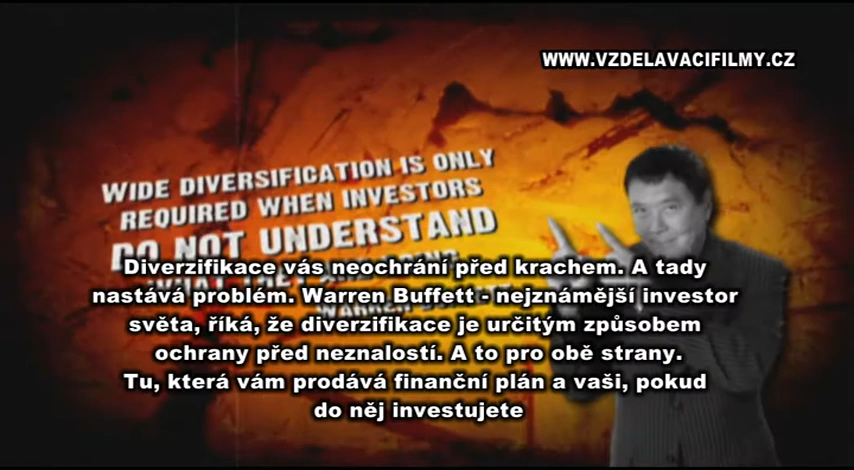 WWW.VZDELAVACIFILMY.CZ
WIDE DIVERSIFICATION IS ONLY
REQUIRED WHEN INVESTORS
DO NOT UNDERSTAND
Diverzifikace vás neochrání před krachem. A tady
nastává problém. Warren Buffett - nejznámější investor
světa, říká, že diverzifikace je určitým způsobem
ochrany před neznalostí. A to pro obě strany.
Tu, která vám prodává finanční plán a vaši, pokud
do něj investujete